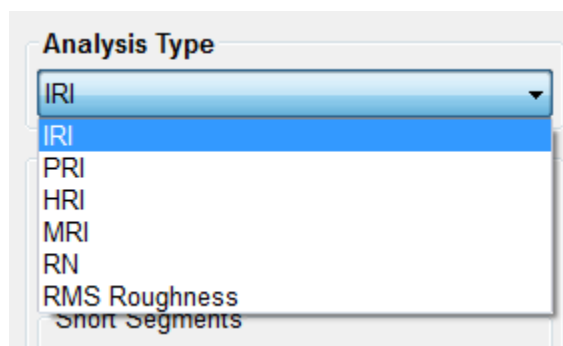 Analysis Type
IRI
IRI
PRI
HRI
MRI
RN
RMS Roughness
Short Segments